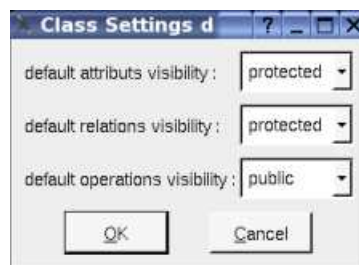 Class Settings d
default attributs visibility : protected
default relations visibility : protected
default operations visibility : public
OK Cancel